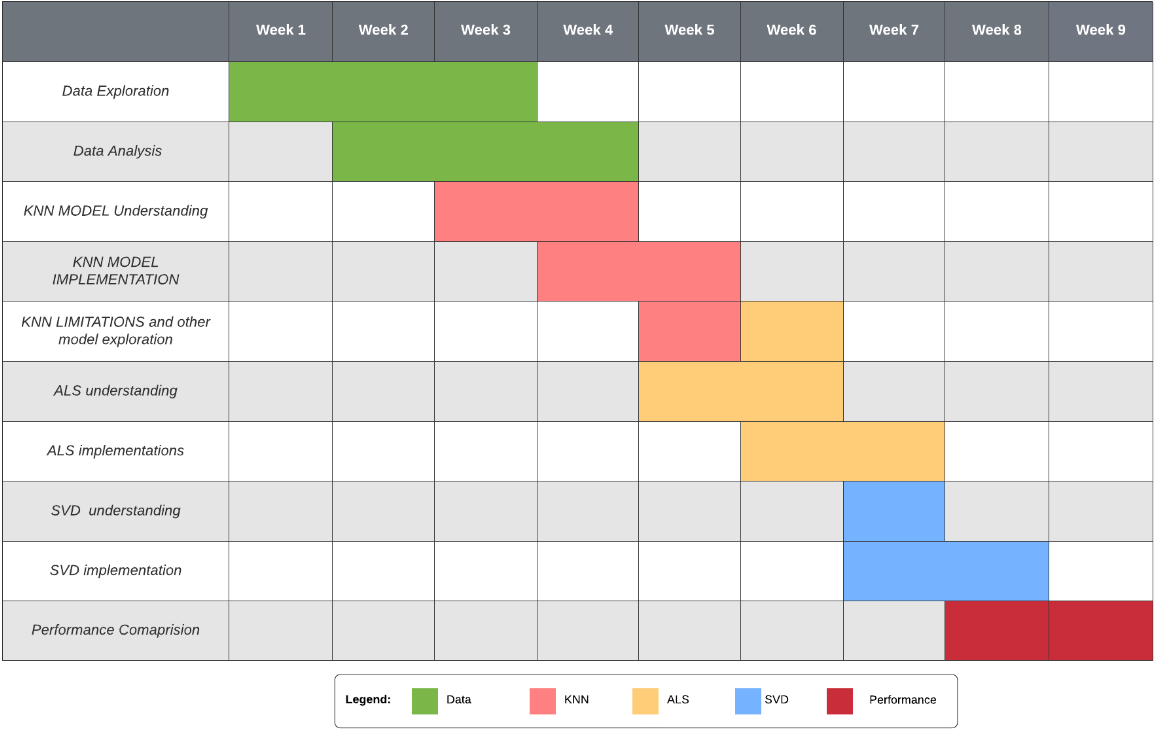 Week 1 Week 2 Week 3 Week 4 Week 5 Week 6 Week 7 Week 8 Week 9
Data Exploration
Data Analysis
KNN MODEL Understanding
KNN MODEL
IMPLEMENTATION
KNN LIMITATIONS and other
model exploration
ALS understanding
ALS implementations
SVD understanding
SVD implementation
Performance Comaprision
Legend: Data KNN ALS SVD Performance